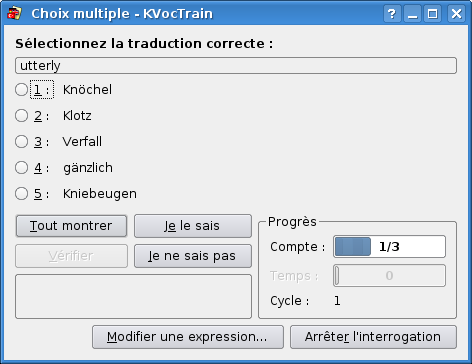 Choix multiple - KVocTrain
Sélectionnez la traduction correcte :
utterly
1 : Knöchel
2 : Klotz
3 : Verfall
4 : gänzlich
5 : Kniebeugen
Tout montrer
Je le sais
Vérifier
Je ne sais pas
Progrès
Compte : 1/3
Temps : 0
Cycle : 1
Modifier une expression...
Arrêter l'interrogation